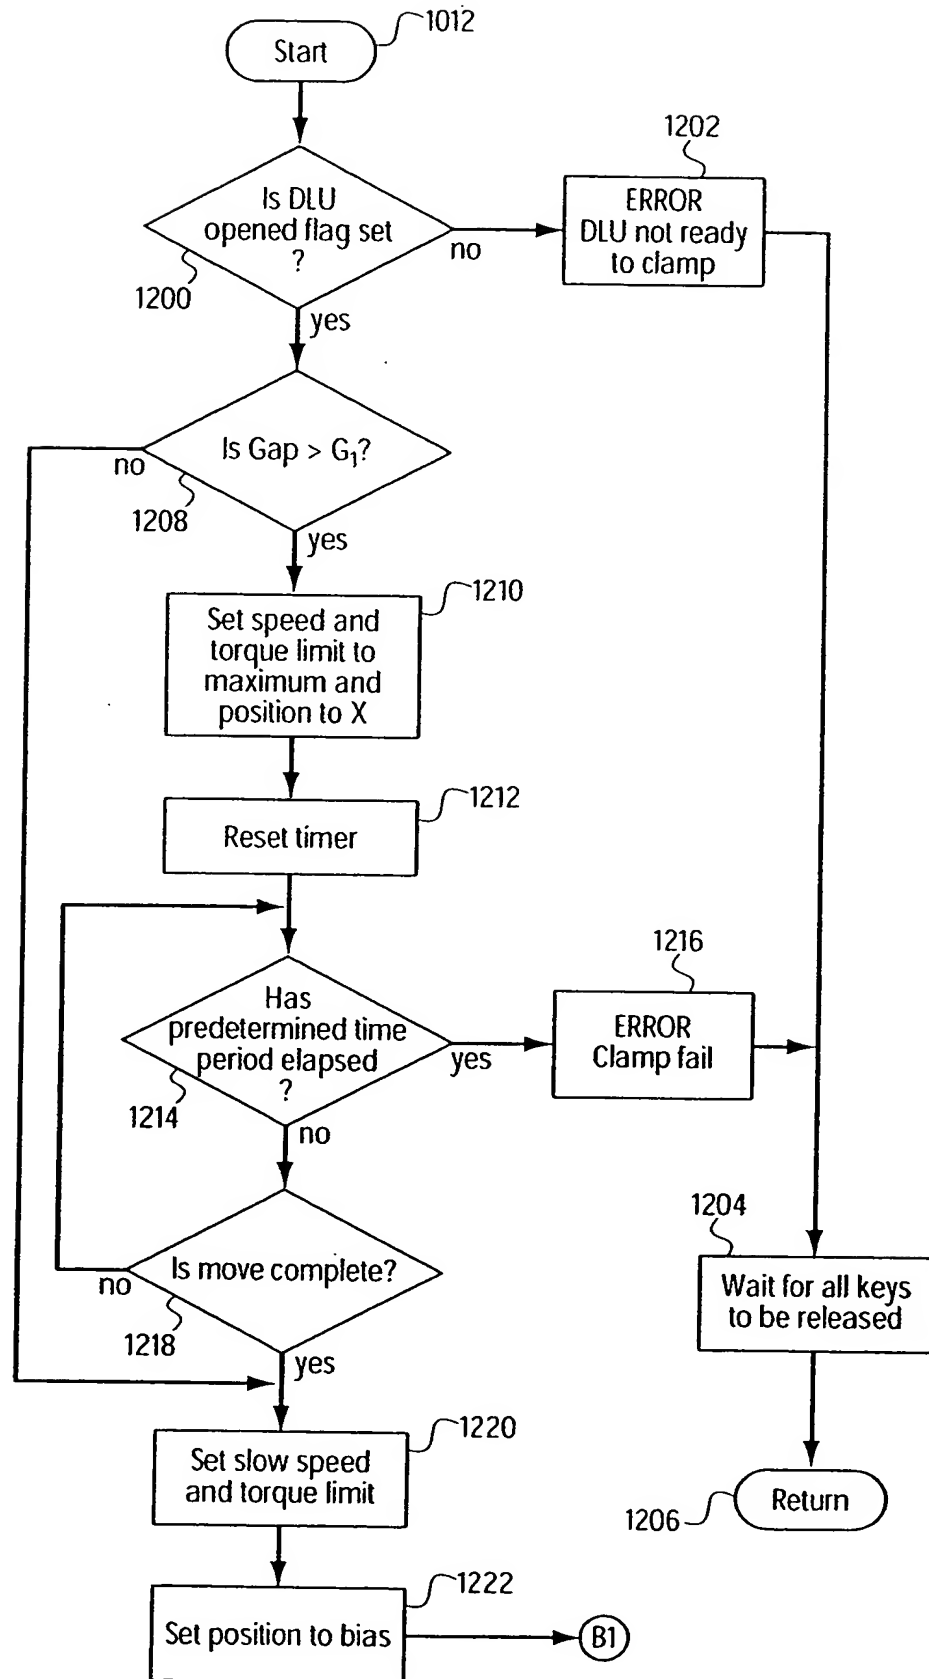 Start
1012
Is DLU
opened flag set
?
1200
no
yes
1202
ERROR
DLU not ready
to clamp
Is Gap > G₁?
no
1208
yes
1210
Set speed and
torque limit to
maximum and
position to X
1212
Reset timer
Has
predetermined time
period elapsed
?
1214
yes
no
1216
ERROR
Clamp fail
Is move complete?
no
1218
yes
1204
Wait for all keys
to be released
1220
Set slow speed
and torque limit
1206
Return
1222
Set position to bias
B1